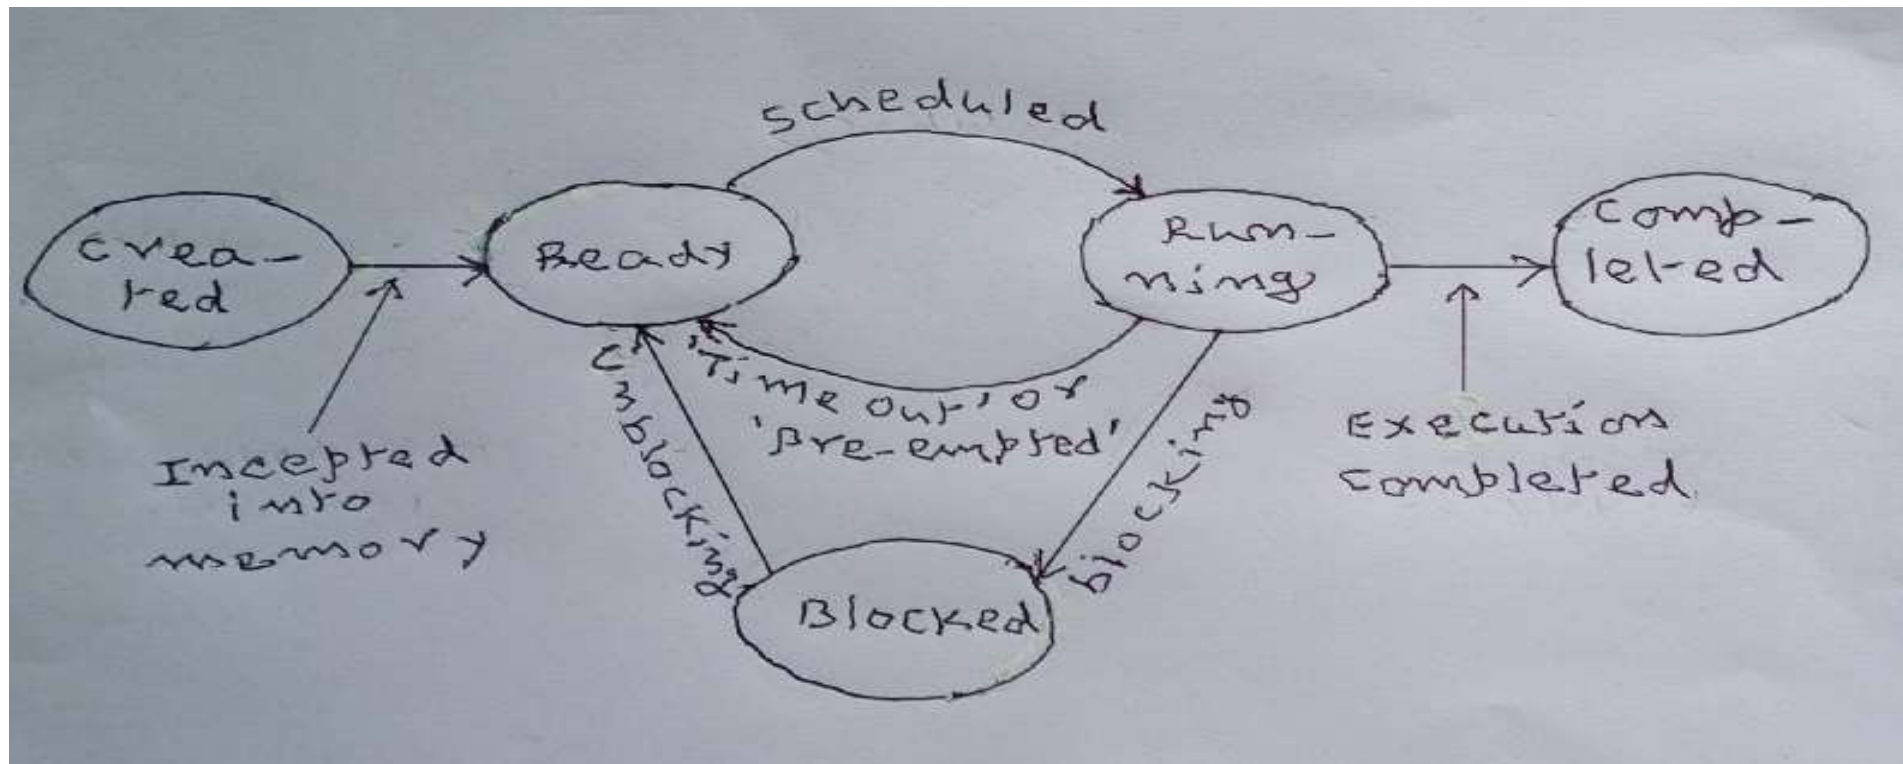 Scheduled
Crea-
ted
Ready
Run-
ning
Comp-
leted
'Time out' or
'Pre-empted'
Unblocking
blocking
Incepted
into
memory
Execution
Completed
Blocked